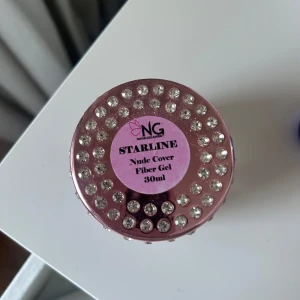 NG
STARLINE
Nude Cover
Fiber Gel
30ml